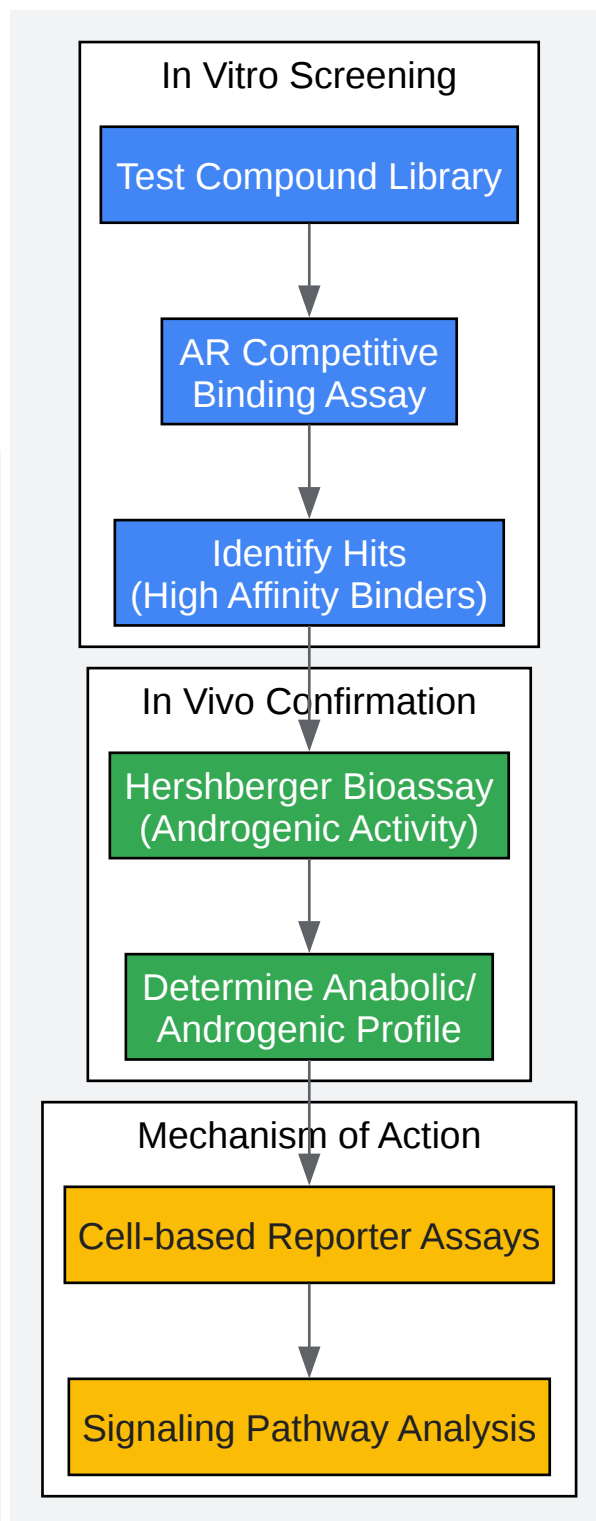 In Vitro Screening
Test Compound Library
AR Competitive
Binding Assay
Identify Hits
(High Affinity Binders)
In Vivo Confirmation
Hershberger Bioassay
(Androgenic Activity)
Determine Anabolic/
Androgenic Profile
Mechanism of Action
Cell-based Reporter Assays
Signaling Pathway Analysis